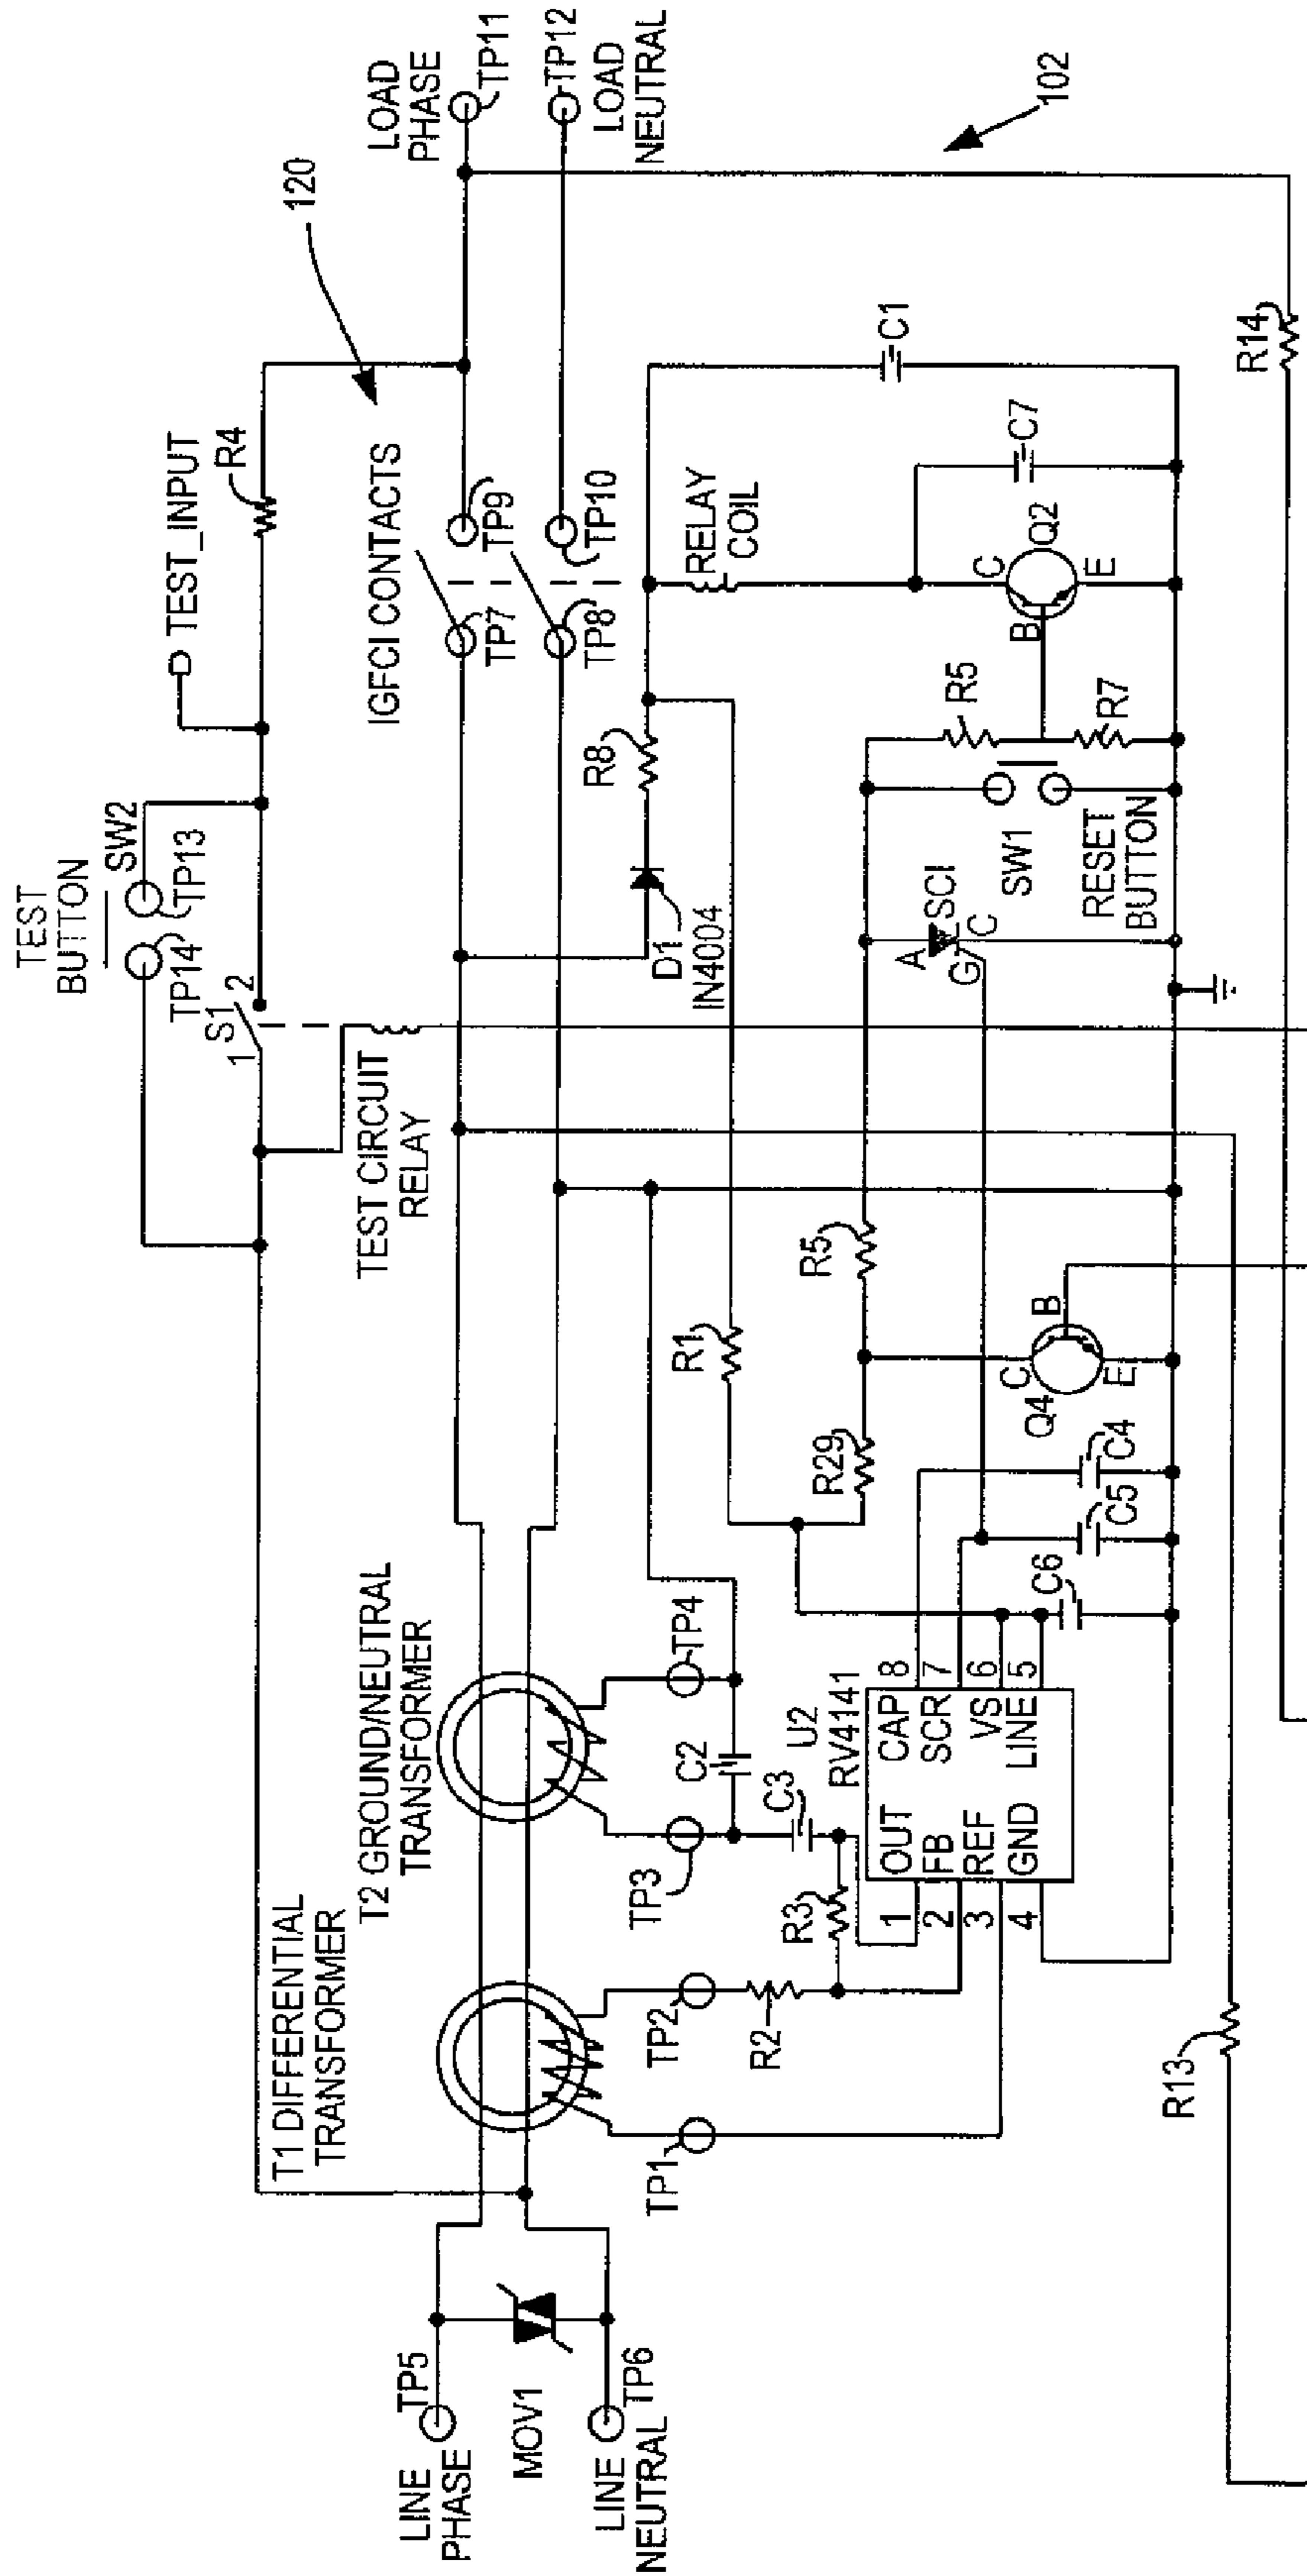 TEST
BUTTON
TP14
SW2
TP13
S1
1
2
TEST_INPUT
R4
120
LOAD
PHASE
TP11
TP12
LOAD
NEUTRAL
102
T1 DIFFERENTIAL
TRANSFORMER
T2 GROUND/NEUTRAL
TRANSFORMER
TEST CIRCUIT
RELAY
IGFCI CONTACTS
TP7
TP9
TP8
TP10
LINE
PHASE
TP5
MOV1
LINE
NEUTRAL
TP6
TP1
TP2
TP3
TP4
R2
R3
C2
C3
U2
RV4141
1
OUT
CAP
8
2
FB
SCR
7
3
REF
VS
6
4
GND
LINE
5
C6
C5
C4
R1
R29
R5
Q4
C
B
E
D1
IN4004
R8
RELAY
COIL
C1
A
SCI
G
C
SW1
RESET
BUTTON
R5
R7
B
C
Q2
E
C7
R13
R14